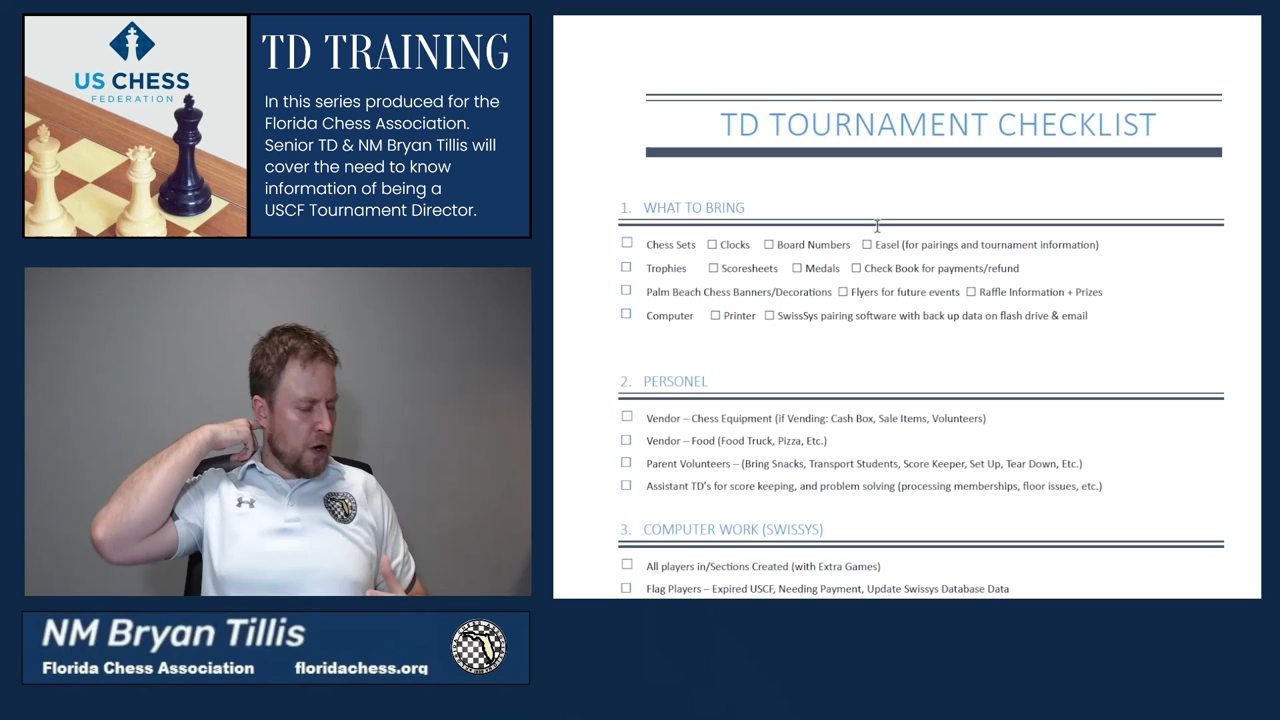 US CHESS
FEDERATION
TD TRAINING
In this series produced for the
Florida Chess Association.
Senior TD & NM Bryan Tillis will
cover the need to know
information of being a
USCF Tournament Director.
NM Bryan Tillis
Florida Chess Association floridachess.org
TD TOURNAMENT CHECKLIST
1. WHAT TO BRING
☐ Chess Sets ☐ Clocks ☐ Board Numbers ☐ Easel (for pairings and tournament information)
☐ Trophies ☐ Scoresheets ☐ Medals ☐ Check Book for payments/refund
☐ Palm Beach Chess Banners/Decorations ☐ Flyers for future events ☐ Raffle Information + Prizes
☐ Computer ☐ Printer ☐ SwissSys pairing software with back up data on flash drive & email
2. PERSONEL
☐ Vendor – Chess Equipment (if Vending: Cash Box, Sale Items, Volunteers)
☐ Vendor – Food (Food Truck, Pizza, Etc.)
☐ Parent Volunteers – (Bring Snacks, Transport Students, Score Keeper, Set Up, Tear Down, Etc.)
☐ Assistant TD's for score keeping, and problem solving (processing memberships, floor issues, etc.)
3. COMPUTER WORK (SWISSYS)
☐ All players in/Sections Created (with Extra Games)
☐ Flag Players – Expired USCF, Needing Payment, Update Swissys Database Data